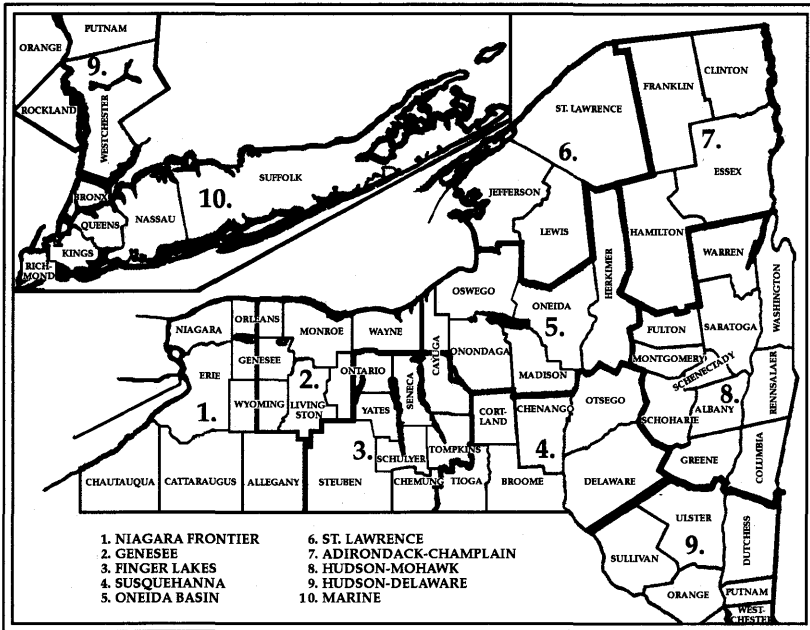 PUTNAM
ORANGE
9.
ROCKLAND
WESTCHESTER
BRONX
QUEENS
NASSAU
10.
SUFFOLK
KINGS
RICH-
MOND
ST. LAWRENCE
6.
FRANKLIN
CLINTON
7.
ESSEX
JEFFERSON
LEWIS
HERKIMER
HAMILTON
WARREN
WASHINGTON
OSWEGO
ONEIDA
5.
FULTON
SARATOGA
MONTGOMERY
SCHENECTADY
NIAGARA
ORLEANS
MONROE
WAYNE
CAYUGA
ONONDAGA
MADISON
GENESEE
ONTARIO
SENECA
ERIE
1.
WYOMING
2.
LIVING
STON
YATES
CORT-
LAND
CHENANGO
4.
OTSEGO
SCHOHARIE
ALBANY
8.
RENNSALAER
3.
SCHULYER
TOMPKINS
GREENE
COLUMBIA
CHAUTAUQUA
CATTARAUGUS
ALLEGANY
STEUBEN
CHEMUNG
TIOGA
BROOME
DELAWARE
ULSTER
9.
SULLIVAN
DUTCHESS
ORANGE
PUTNAM
WEST-
CHESTER
1. NIAGARA FRONTIER
2. GENESEE
3. FINGER LAKES
4. SUSQUEHANNA
5. ONEIDA BASIN
6. ST. LAWRENCE
7. ADIRONDACK-CHAMPLAIN
8. HUDSON-MOHAWK
9. HUDSON-DELAWARE
10. MARINE